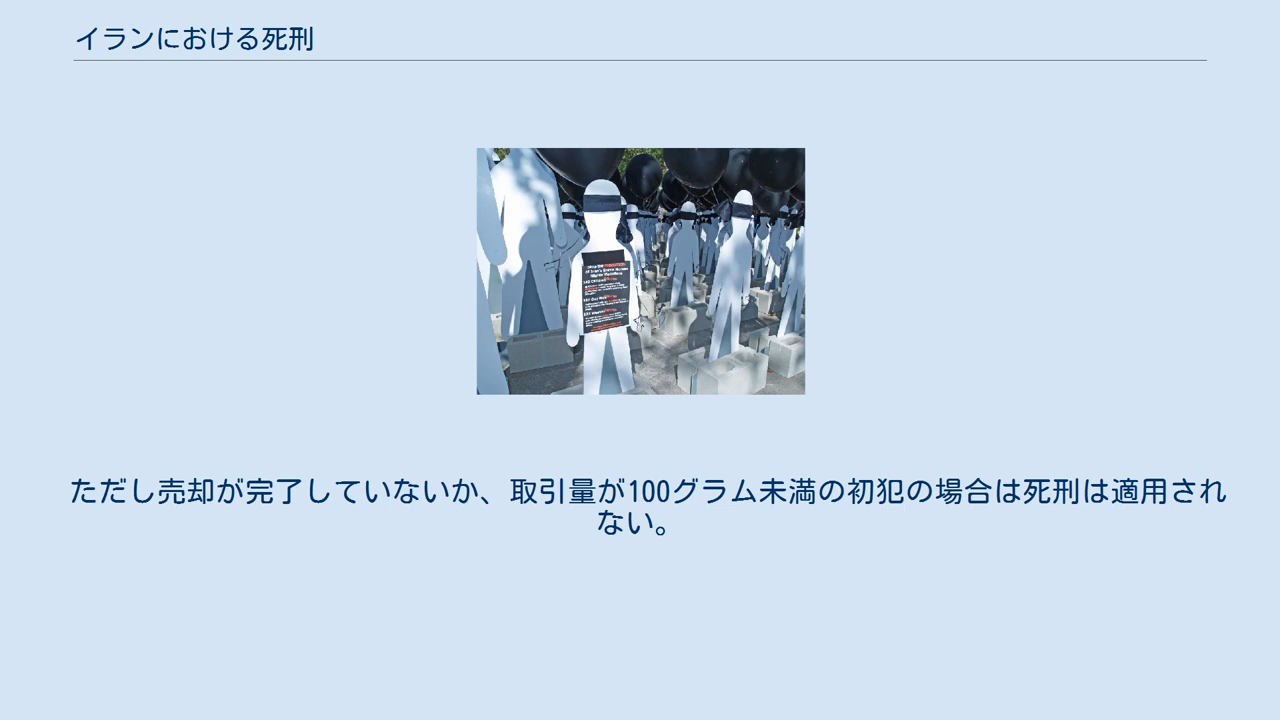 イランにおける死刑
ただし売却が完了していないか、取引量が100グラム未満の初犯の場合は死刑は適用され
ない。